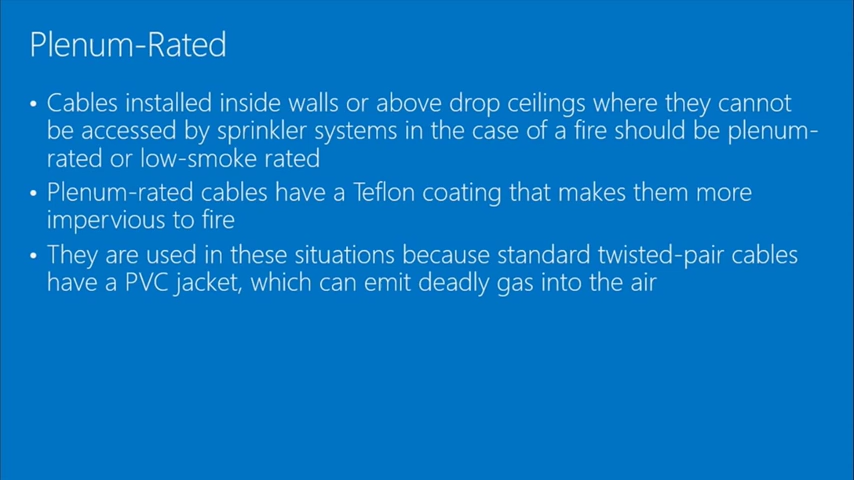 Plenum-Rated
• Cables installed inside walls or above drop ceilings where they cannot
be accessed by sprinkler systems in the case of a fire should be plenum-
rated or low-smoke rated
• Plenum-rated cables have a Teflon coating that makes them more
impervious to fire
• They are used in these situations because standard twisted-pair cables
have a PVC jacket, which can emit deadly gas into the air